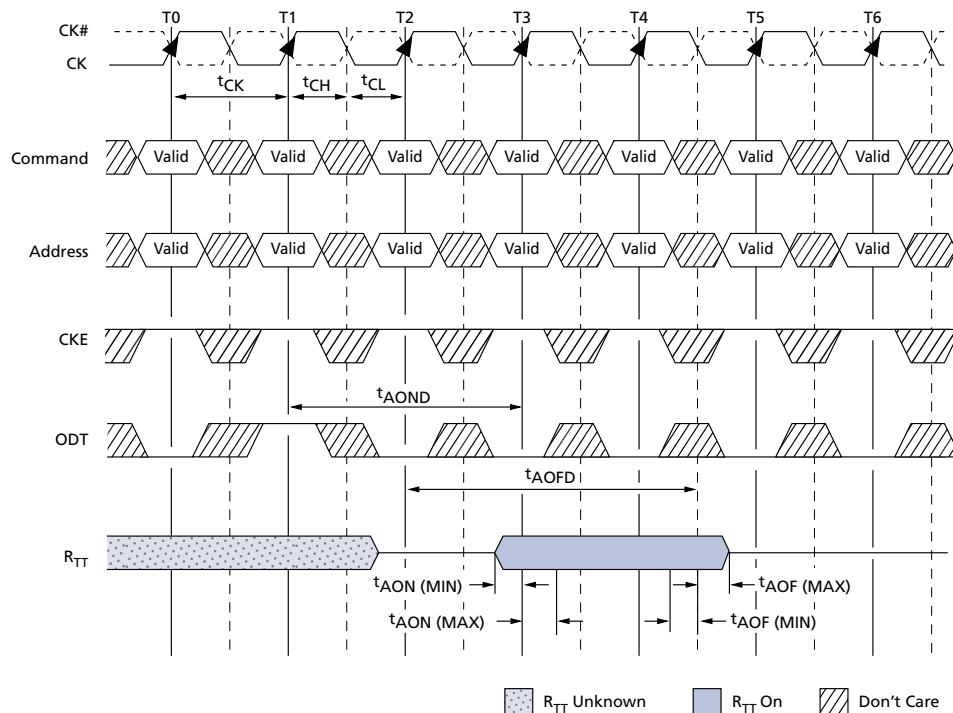 T0 T1 T2 T3 T4 T5 T6
CK#
CK
tCK tCH tCL
Command Valid Valid Valid Valid Valid Valid Valid
Address Valid Valid Valid Valid Valid Valid Valid
CKE
tAOND
ODT
tAOFD
RTT
tAON (MIN) tAOF (MAX)
tAON (MAX) tAOF (MIN)
RTT Unknown RTT On Don't Care